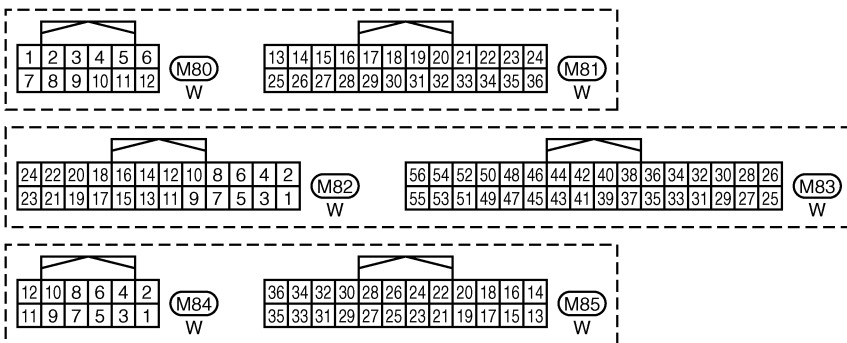 1 2 3 4 5 6
7 8 9 10 11 12
M80
W
13 14 15 16 17 18 19 20 21 22 23 24
25 26 27 28 29 30 31 32 33 34 35 36
M81
W
24 22 20 18 16 14 12 10 8 6 4 2
23 21 19 17 15 13 11 9 7 5 3 1
M82
W
56 54 52 50 48 46 44 42 40 38 36 34 32 30 28 26
55 53 51 49 47 45 43 41 39 37 35 33 31 29 27 25
M83
W
12 10 8 6 4 2
11 9 7 5 3 1
M84
W
36 34 32 30 28 26 24 22 20 18 16 14
35 33 31 29 27 25 23 21 19 17 15 13
M85
W